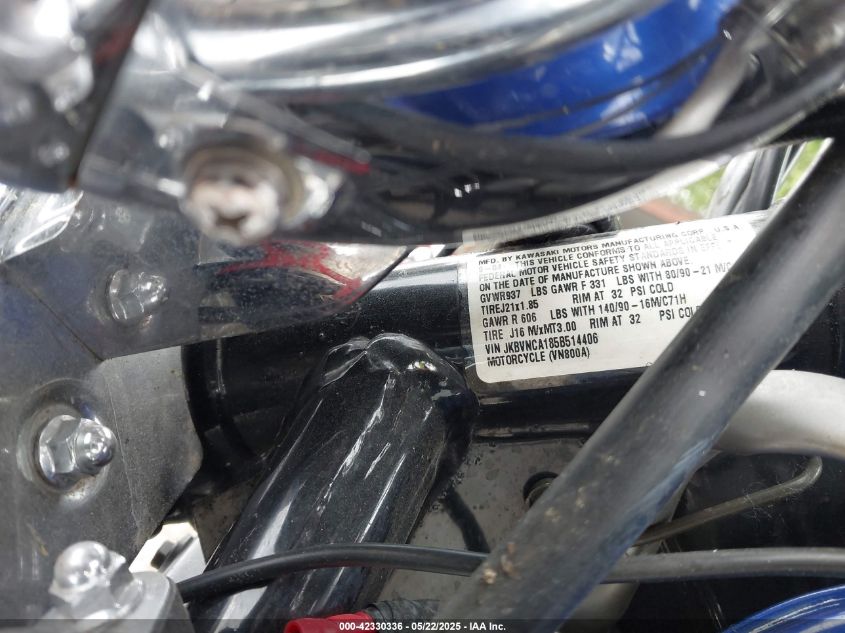 MFD. BY KAWASAKI MOTORS MANUFACTURING CORP., U.S.A.
THIS VEHICLE CONFORMS TO ALL APPLICABLE
FEDERAL MOTOR VEHICLE SAFETY STANDARDS IN EFFECT
ON THE DATE OF MANUFACTURE SHOWN ABOVE.
GVWR937 LBS GAWR F 331 LBS WITH 80/90-21
TIREJ21x1.85 RIM AT 32 PSI COLD
GAWR R 606 LBS WITH 140/90-16M/C71H
TIRE J16 M/xMT3.00 RIM AT 32 PSI COLD
VIN JKBVNCA185B514406
MOTORCYCLE (VN800A)
000-42330336 - 05/22/2025 - IAA Inc.